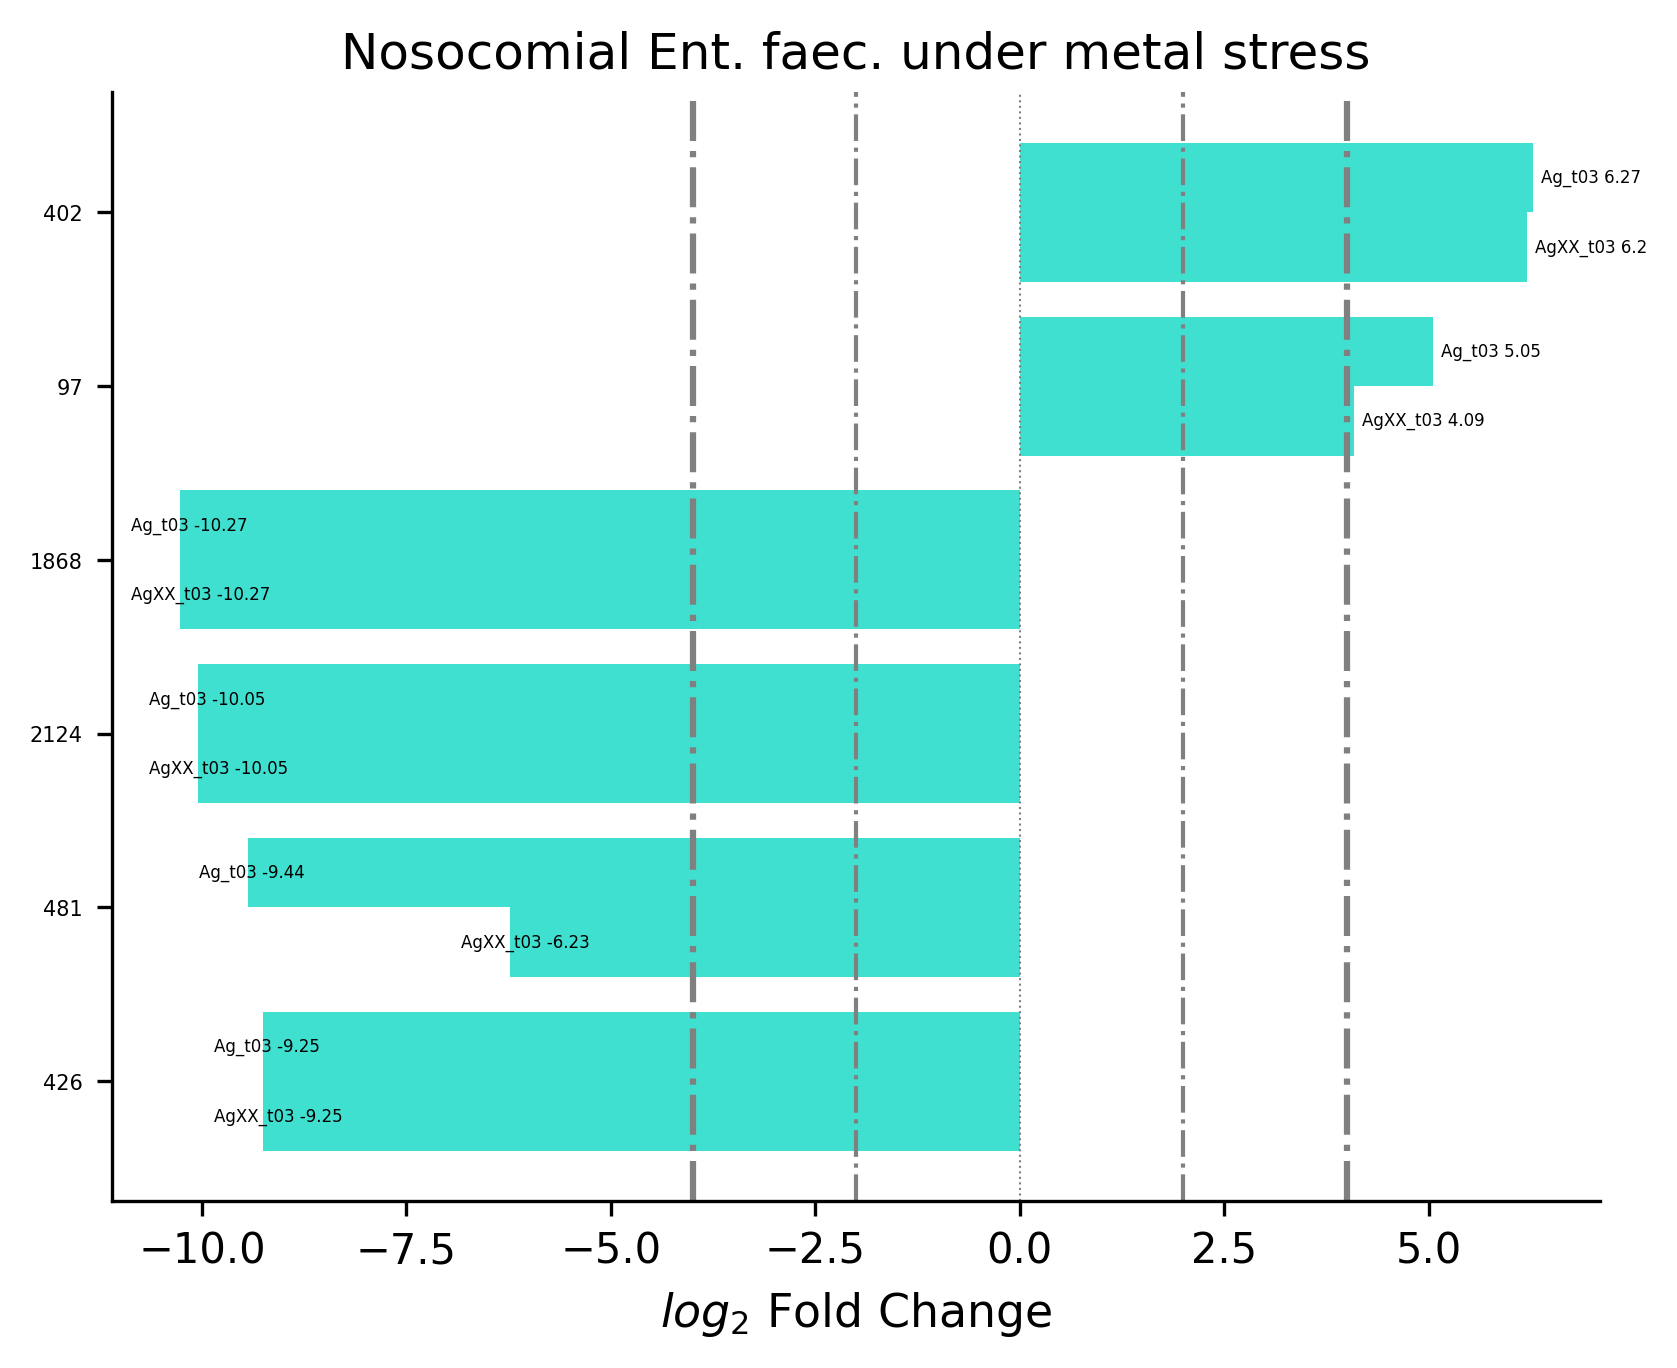 Nosocomial Ent. faec. under metal stress
402
Ag_t03 6.27
AgXX_t03 6.2
97
Ag_t03 5.05
AgXX_t03 4.09
1868
Ag_t03 -10.27
AgXX_t03 -10.27
2124
Ag_t03 -10.05
AgXX_t03 -10.05
481
Ag_t03 -9.44
AgXX_t03 -6.23
426
Ag_t03 -9.25
AgXX_t03 -9.25
−10.0 −7.5 −5.0 −2.5 0.0 2.5 5.0
log₂ Fold Change